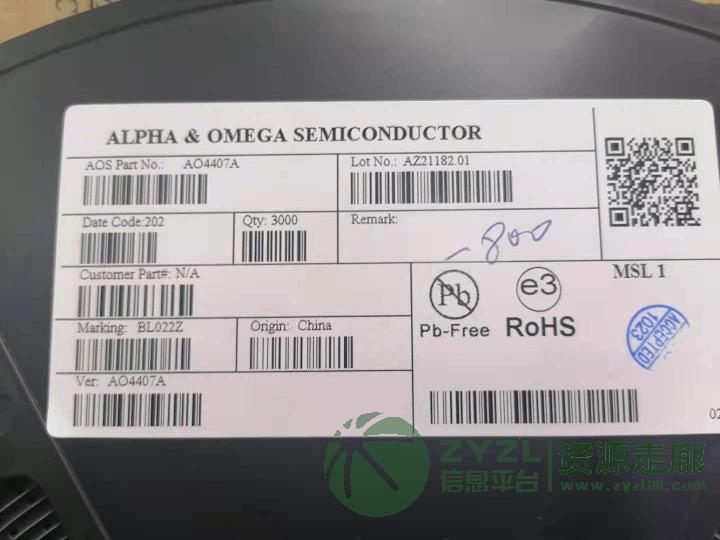 ALPHA & OMEGA SEMICONDUCTOR
AOS Part No.: AO4407A
Lot No.: AZ21182.01
Date Code:202
Qty: 3000
Remark:
-800
Customer Part#: N/A
Pb
e3
MSL 1
Pb-Free
RoHS
ACCEPTED
1023
Marking: BL022Z
Origin: China
Ver: AO4407A
02
ZYZL
信息平台
资源走廊
www.zyzl88.com